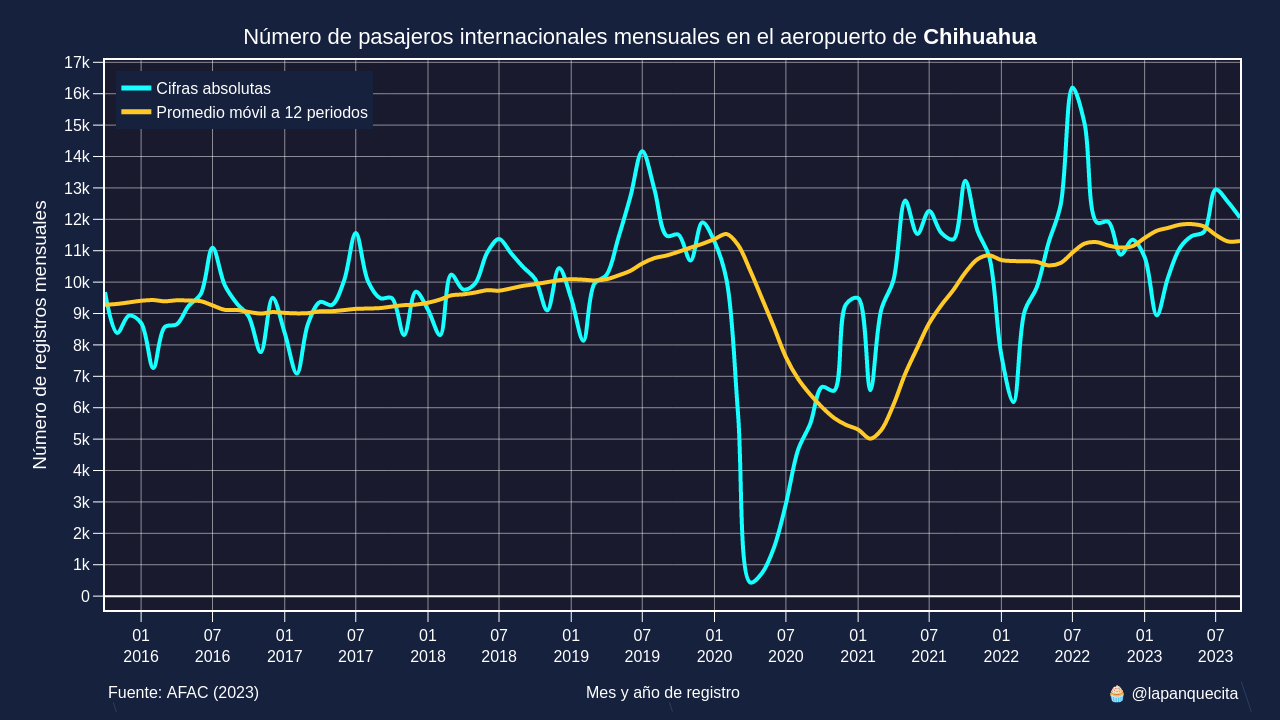 Número de pasajeros internacionales mensuales en el aeropuerto de Chihuahua
Cifras absolutas
Promedio móvil a 12 periodos
Número de registros mensuales
17k
16k
15k
14k
13k
12k
11k
10k
9k
8k
7k
6k
5k
4k
3k
2k
1k
0
01 07 01 07 01 07 01 07 01 07 01 07 01 07 01 07
2016 2016 2017 2017 2018 2018 2019 2019 2020 2020 2021 2021 2022 2022 2023 2023
Fuente: AFAC (2023)
Mes y año de registro
🧁 @lapanquecita